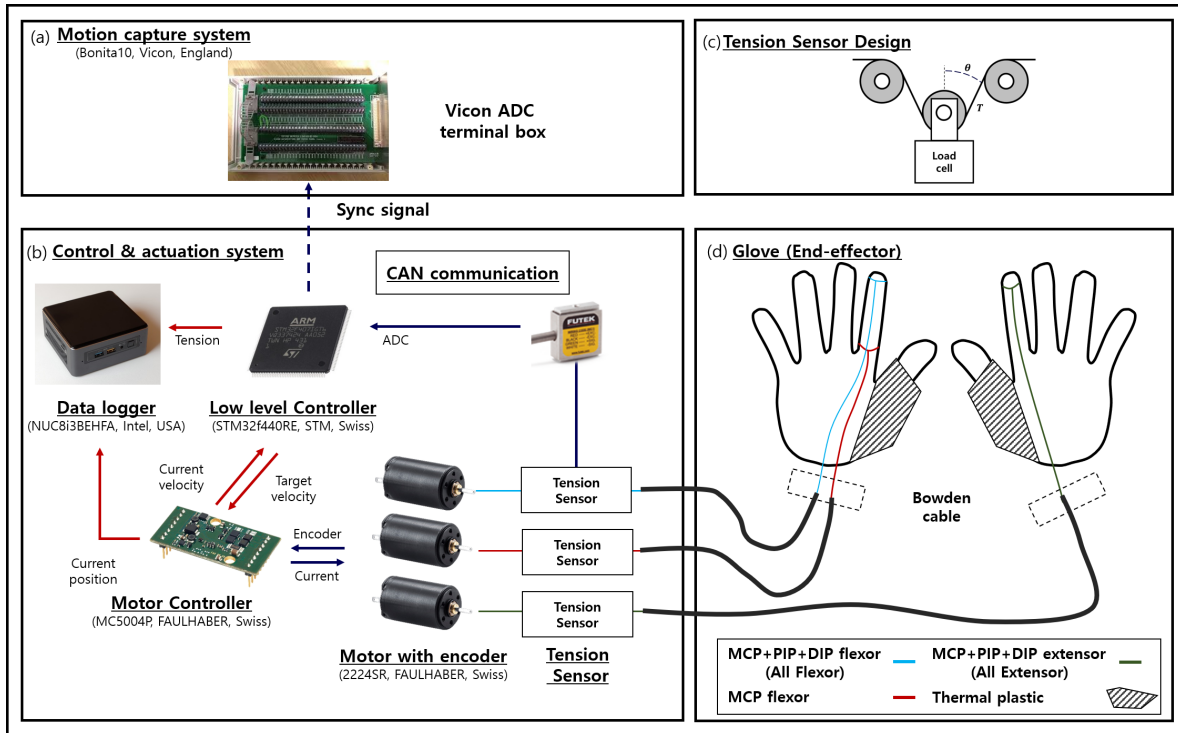 (a) Motion capture system
(Bonita10, Vicon, England)
Vicon ADC
terminal box
Sync signal
(b) Control & actuation system
CAN communication
ARM
FUTEK
Tension
ADC
Data logger
(NUC8i3BEHFA, Intel, USA)
Low level Controller
(STM32f440RE, STM, Swiss)
Current
velocity
Target
velocity
Encoder
Current
Current
position
Motor Controller
(MC5004P, FAULHABER, Swiss)
Tension
Sensor
Tension
Sensor
Tension
Sensor
Motor with encoder
(2224SR, FAULHABER, Swiss)
Tension
Sensor
(c) Tension Sensor Design
θ
T
Load
cell
(d) Glove (End-effector)
Bowden
cable
MCP+PIP+DIP flexor
(All Flexor)
MCP+PIP+DIP extensor
(All Extensor)
MCP flexor
Thermal plastic